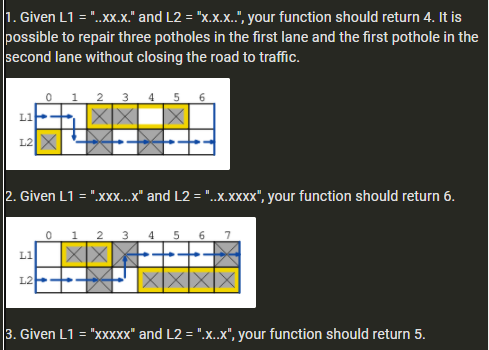 1. Given L1 = "..xx.x." and L2 = "x.x.x..", your function should return 4. It is
possible to repair three potholes in the first lane and the first pothole in the
second lane without closing the road to traffic.
0 1 2 3 4 5 6
L1
L2
2. Given L1 = ".xxx...x" and L2 = "..x.xxxx", your function should return 6.
0 1 2 3 4 5 6 7
L1
L2
3. Given L1 = "xxxxx" and L2 = ".x..x", your function should return 5.